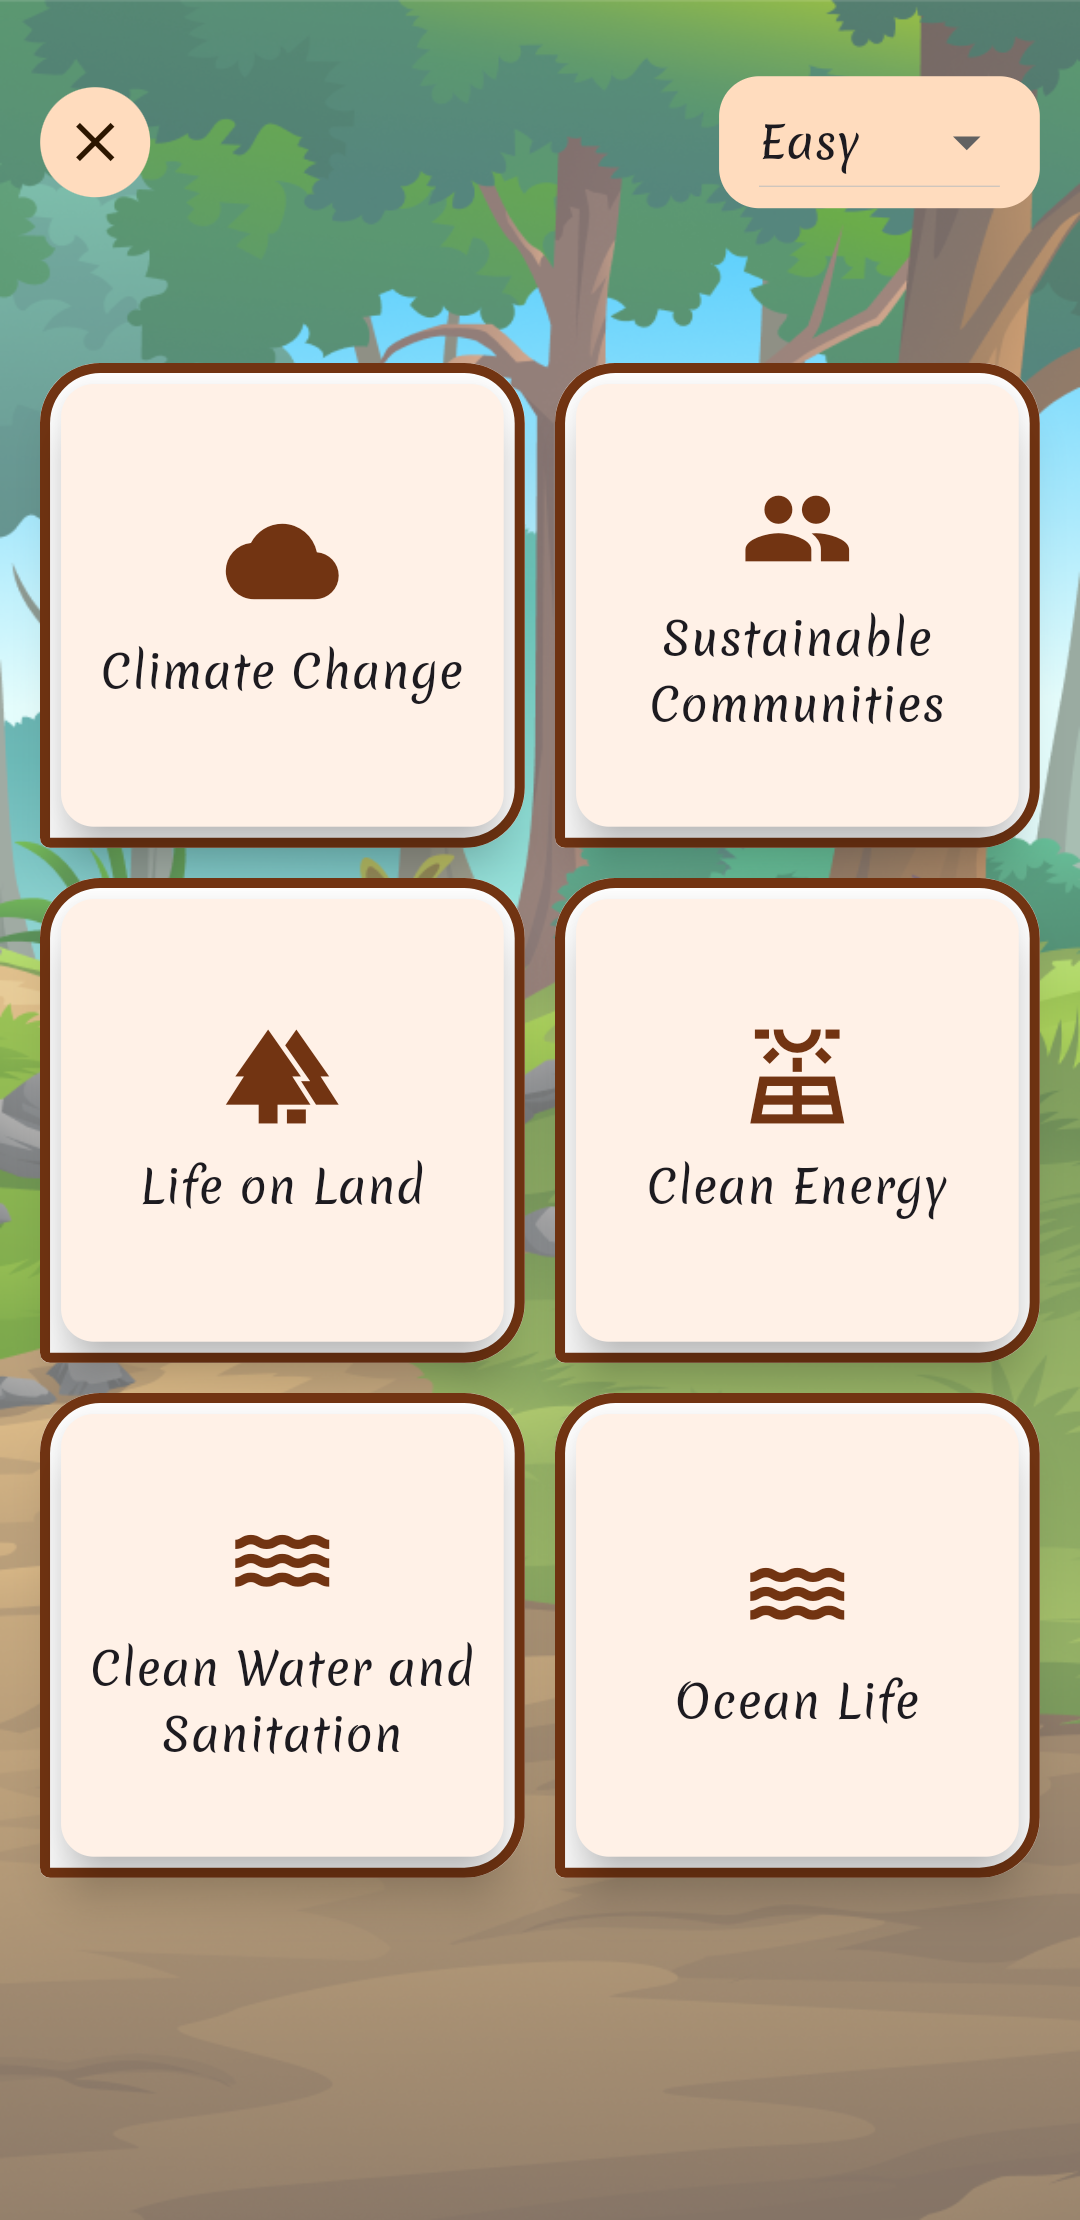 Easy
Climate Change
Sustainable
Communities
Life on Land
Clean Energy
Clean Water and
Sanitation
Ocean Life